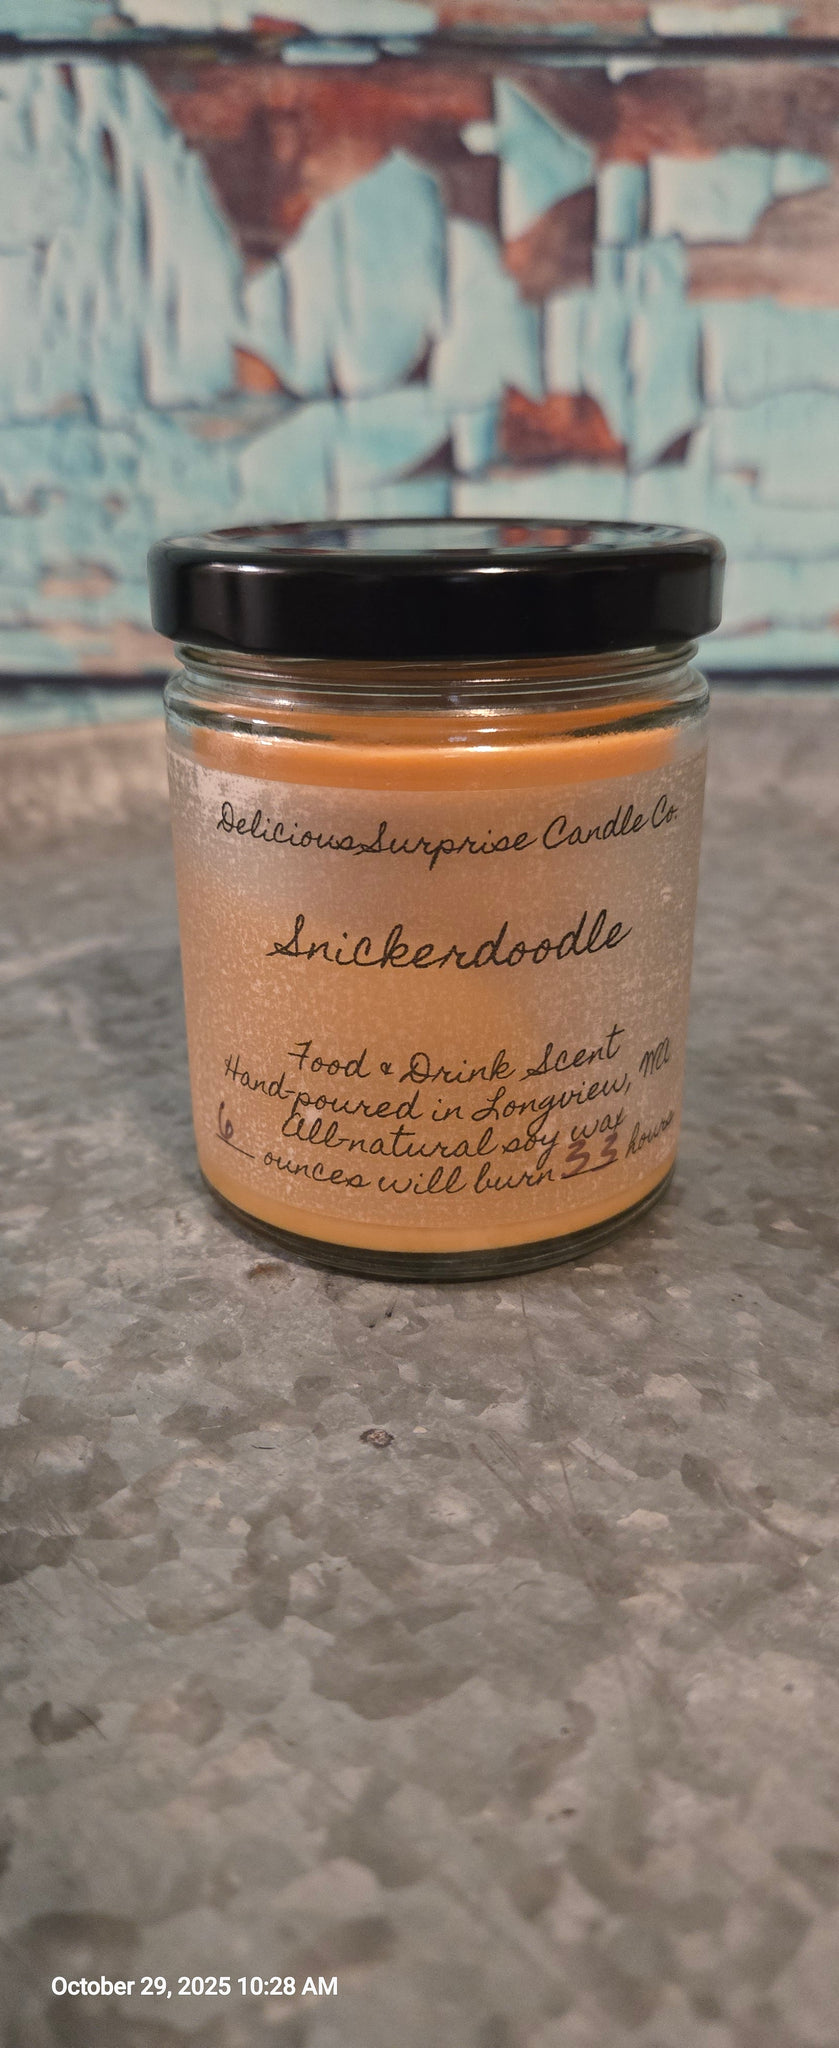 Delicious Surprise Candle Co.
Snickerdoodle
Food & Drink Scent
Hand-poured in Longview,
All-natural soy wax
6 ounces will burn 33 hours
October 29, 2025 10:28 AM